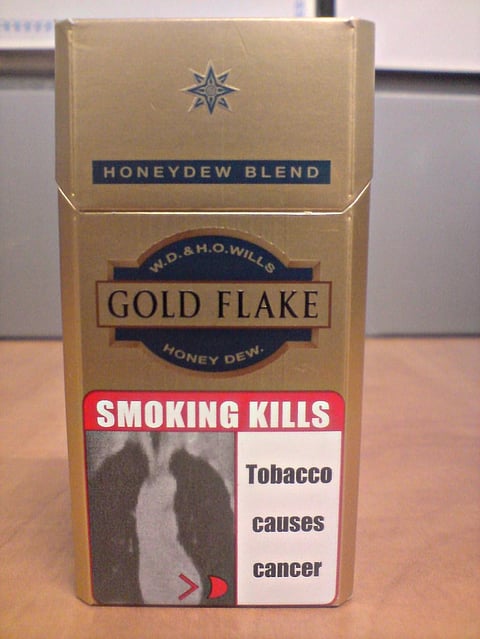 HONEYDEW BLEND
W.D. & H.O. WILLS
GOLD FLAKE
HONEY DEW.
SMOKING KILLS
Tobacco
causes
cancer